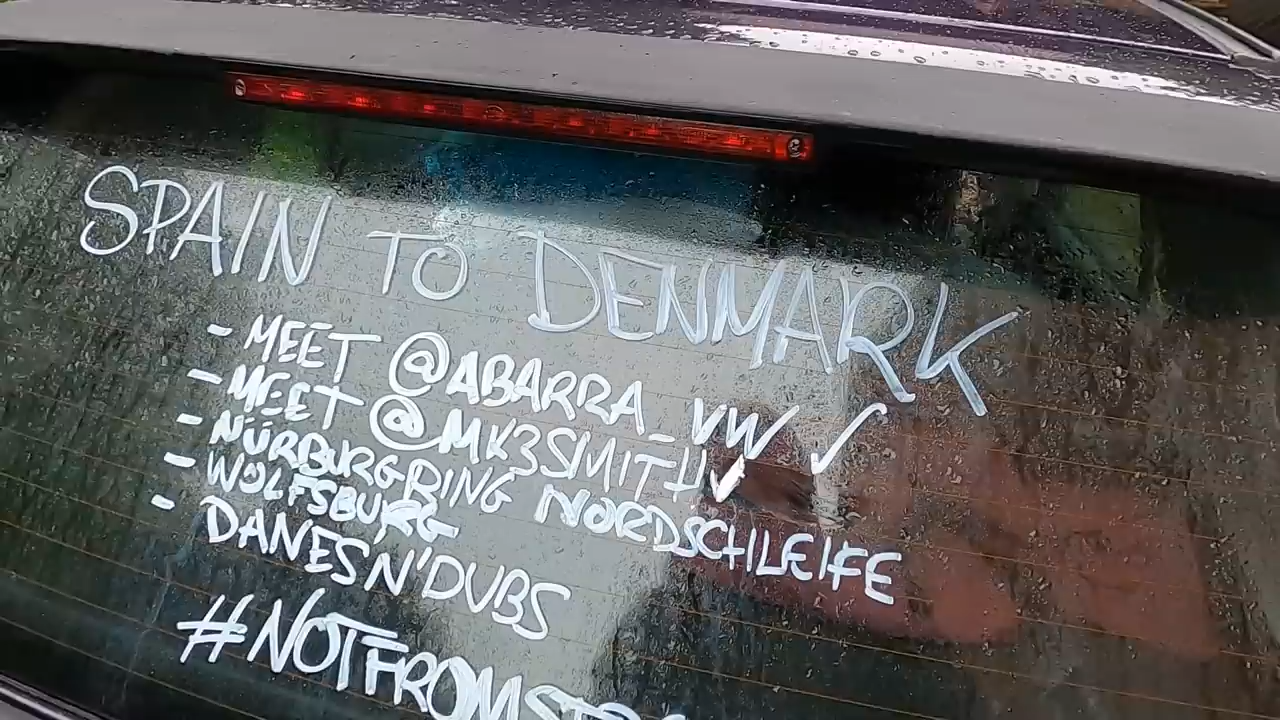 SPAIN TO DENMARK
- MEET @ABARRA_VW ✓
- MEET @MK3SMITH ✓
- NÜRBURGRING NORDSCHLEIFE
- WOLFSBURG
- DANES N' DUBS